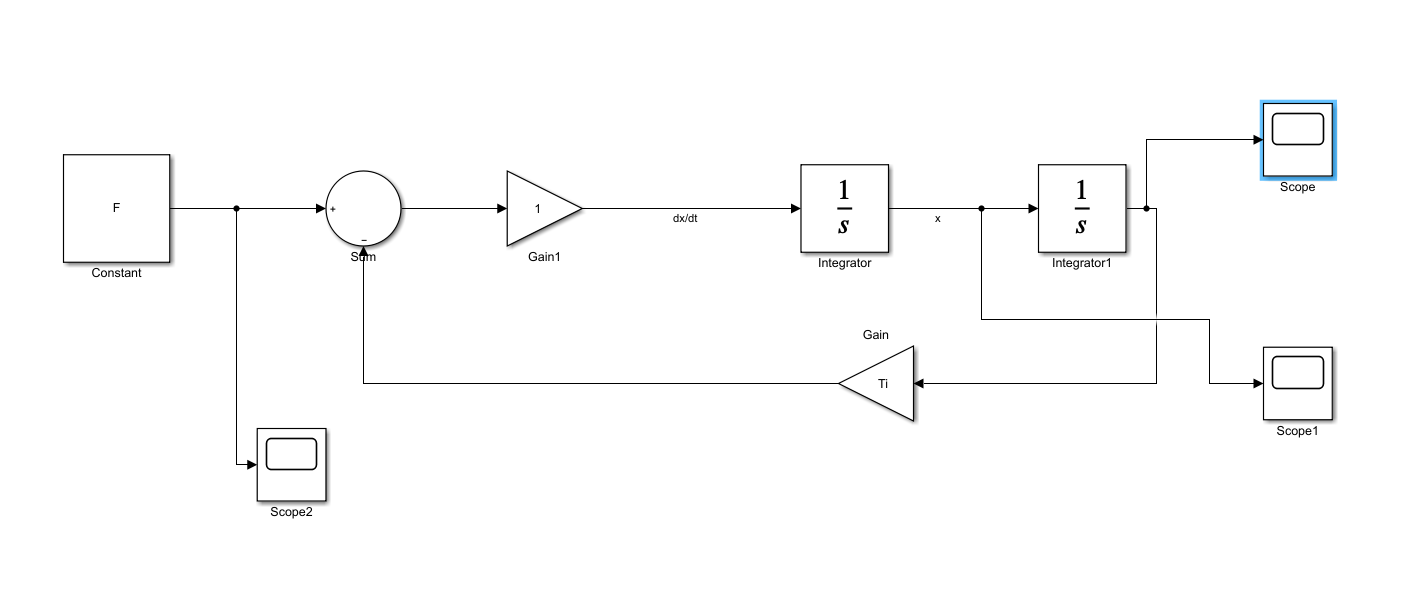 Scope
F
Constant
+
−
Sum
1
Gain1
dx/dt
1
s
Integrator
x
1
s
Integrator1
Gain
Ti
Scope1
Scope2